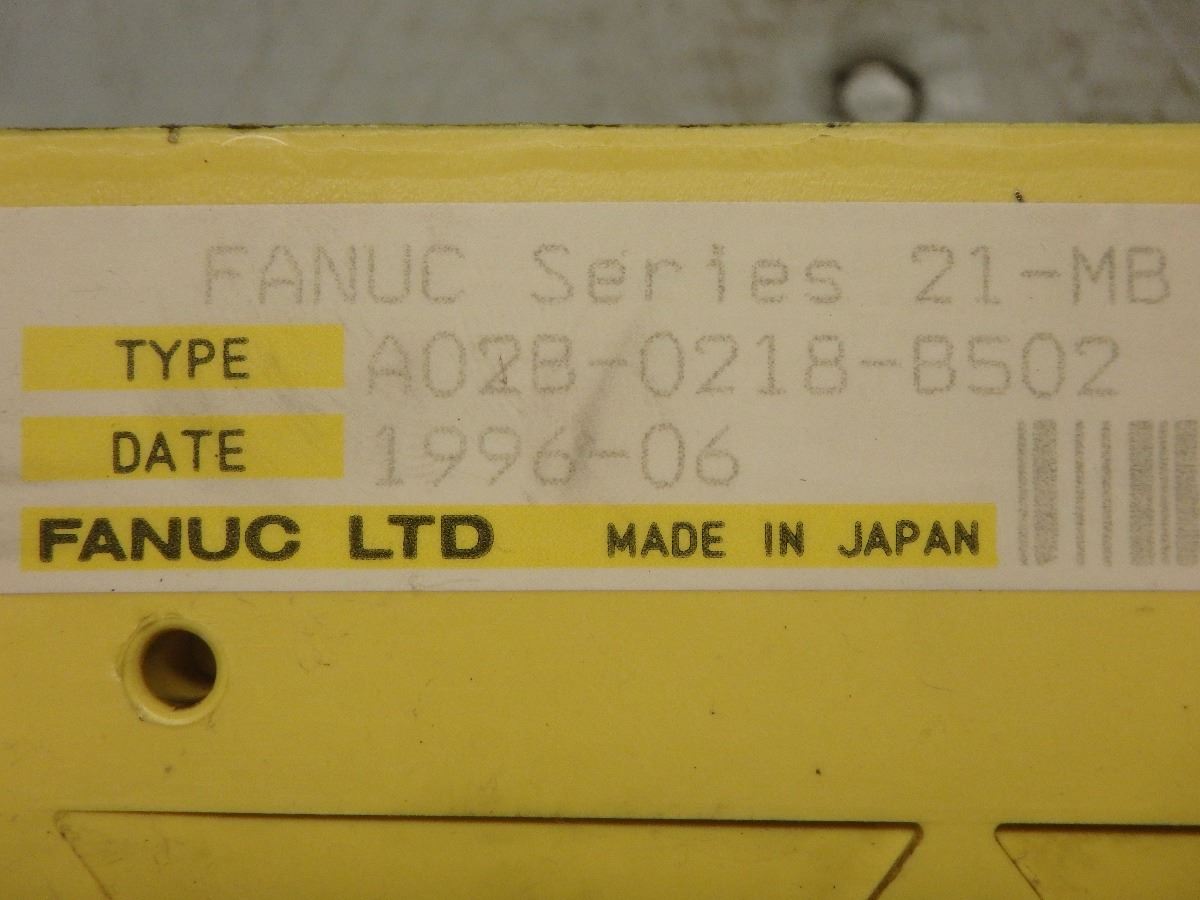 FANUC Series 21-MB
TYPE A02B-0218-B502
DATE 1996-06
FANUC LTD MADE IN JAPAN